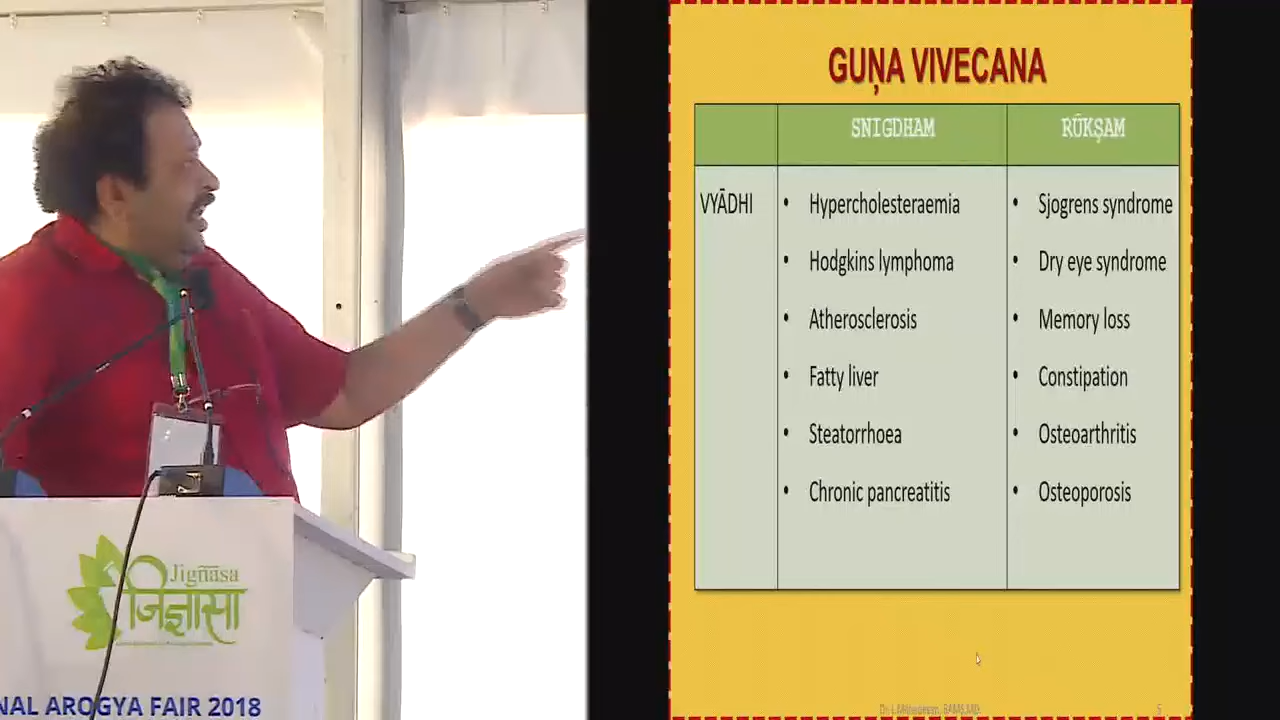 GUṆA VIVECANA
SNIGDHAM
RŪKṢAM
VYĀDHI
• Hypercholesteraemia
• Hodgkins lymphoma
• Atherosclerosis
• Fatty liver
• Steatorrhoea
• Chronic pancreatitis
• Sjogrens syndrome
• Dry eye syndrome
• Memory loss
• Constipation
• Osteoarthritis
• Osteoporosis
5
Jigñāsa
जिज्ञासा
NAL AROGYA FAIR 2018